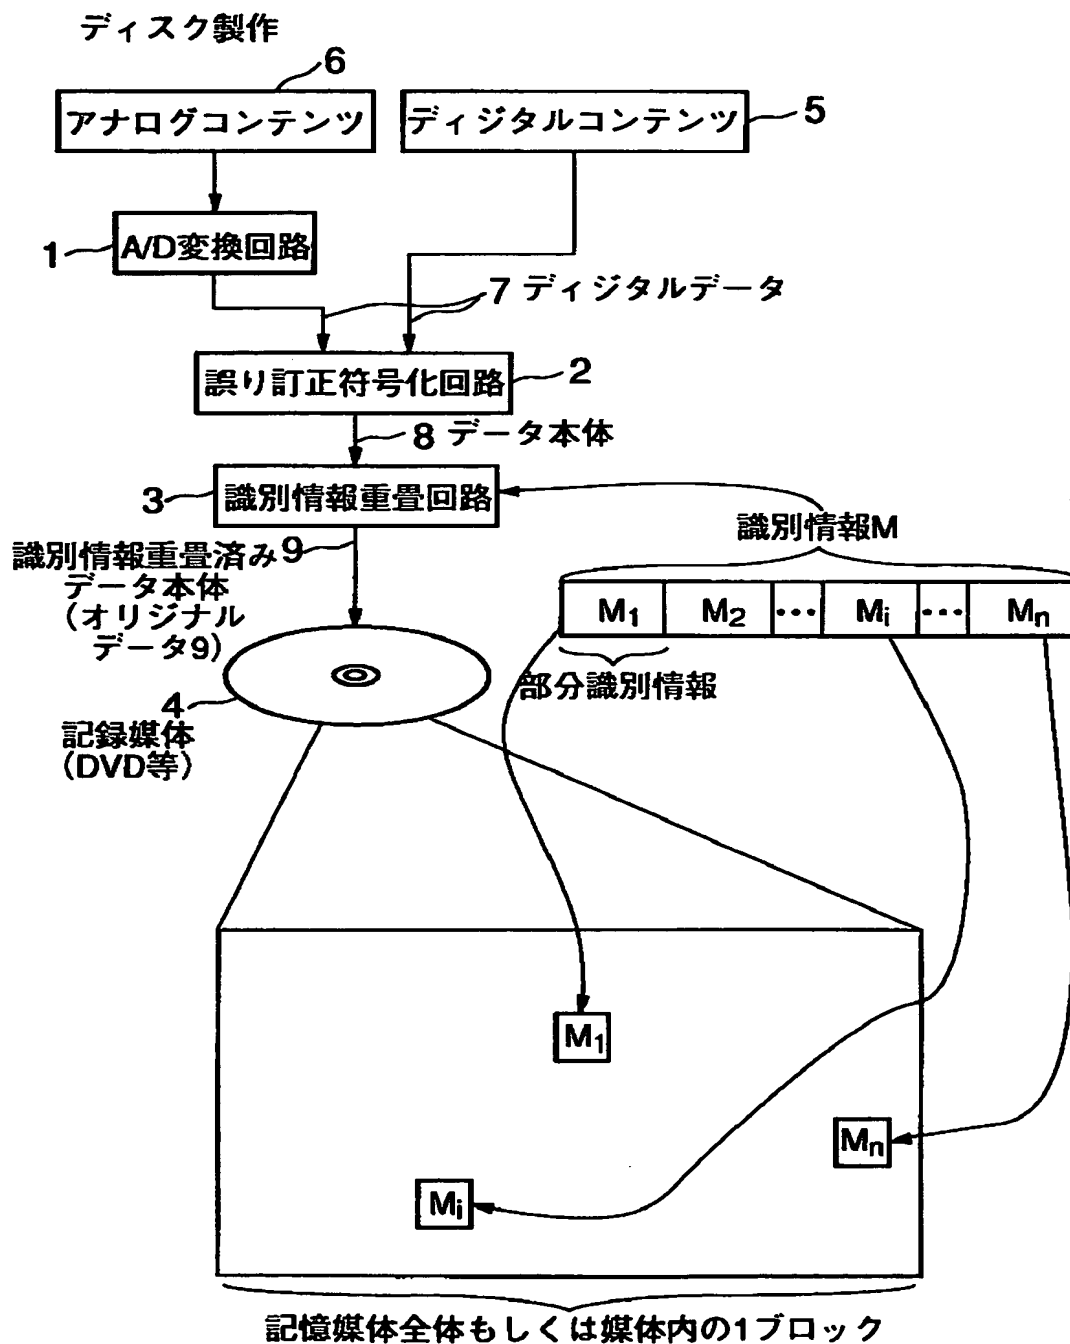 ディスク製作
6
アナログコンテンツ
ディジタルコンテンツ
5
1
A/D変換回路
7 ディジタルデータ
誤り訂正符号化回路
2
8 データ本体
3
識別情報重畳回路
識別情報M
識別情報重畳済み 9
データ本体
(オリジナル
データ9)
M1 M2 … Mi … Mn
部分識別情報
4
記録媒体
(DVD等)
M1
Mn
Mi
記憶媒体全体もしくは媒体内の1ブロック